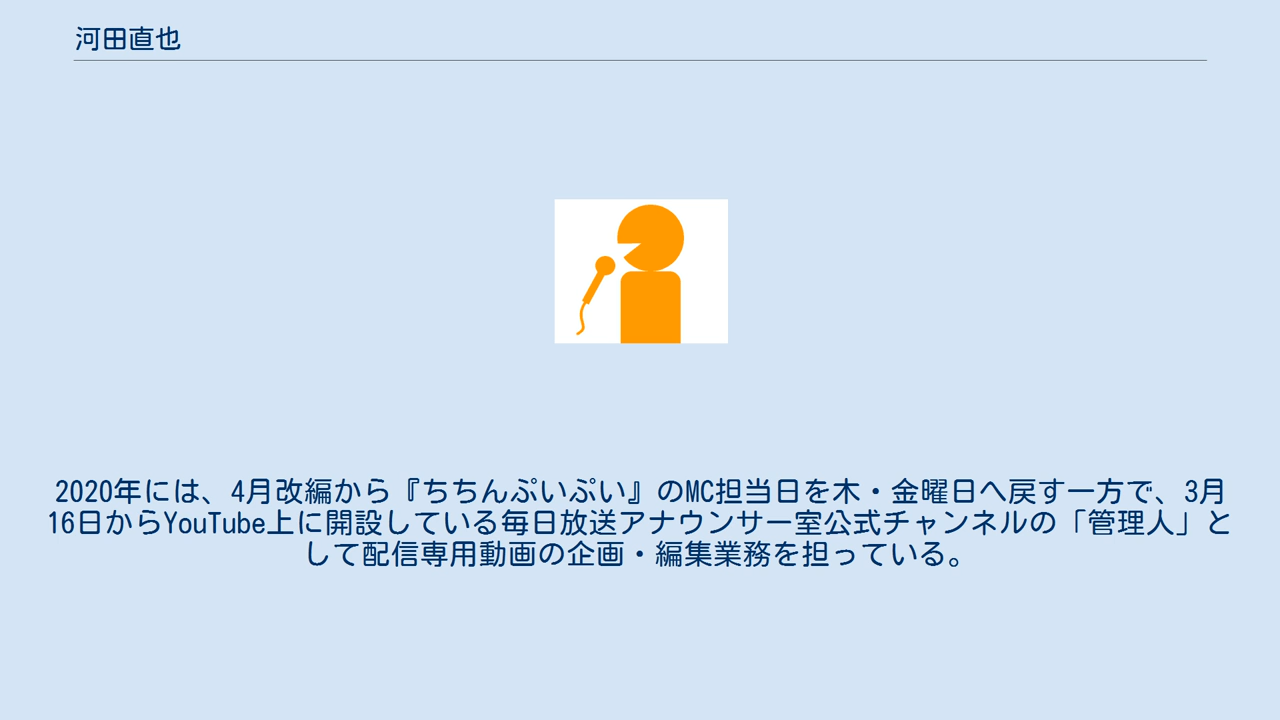 河田直也
2020年には、4月改編から『ちちんぷいぷい』のMC担当日を木・金曜日へ戻す一方で、3月
16日からYouTube上に開設している毎日放送アナウンサー室公式チャンネルの「管理人」と
して配信専用動画の企画・編集業務を担っている。